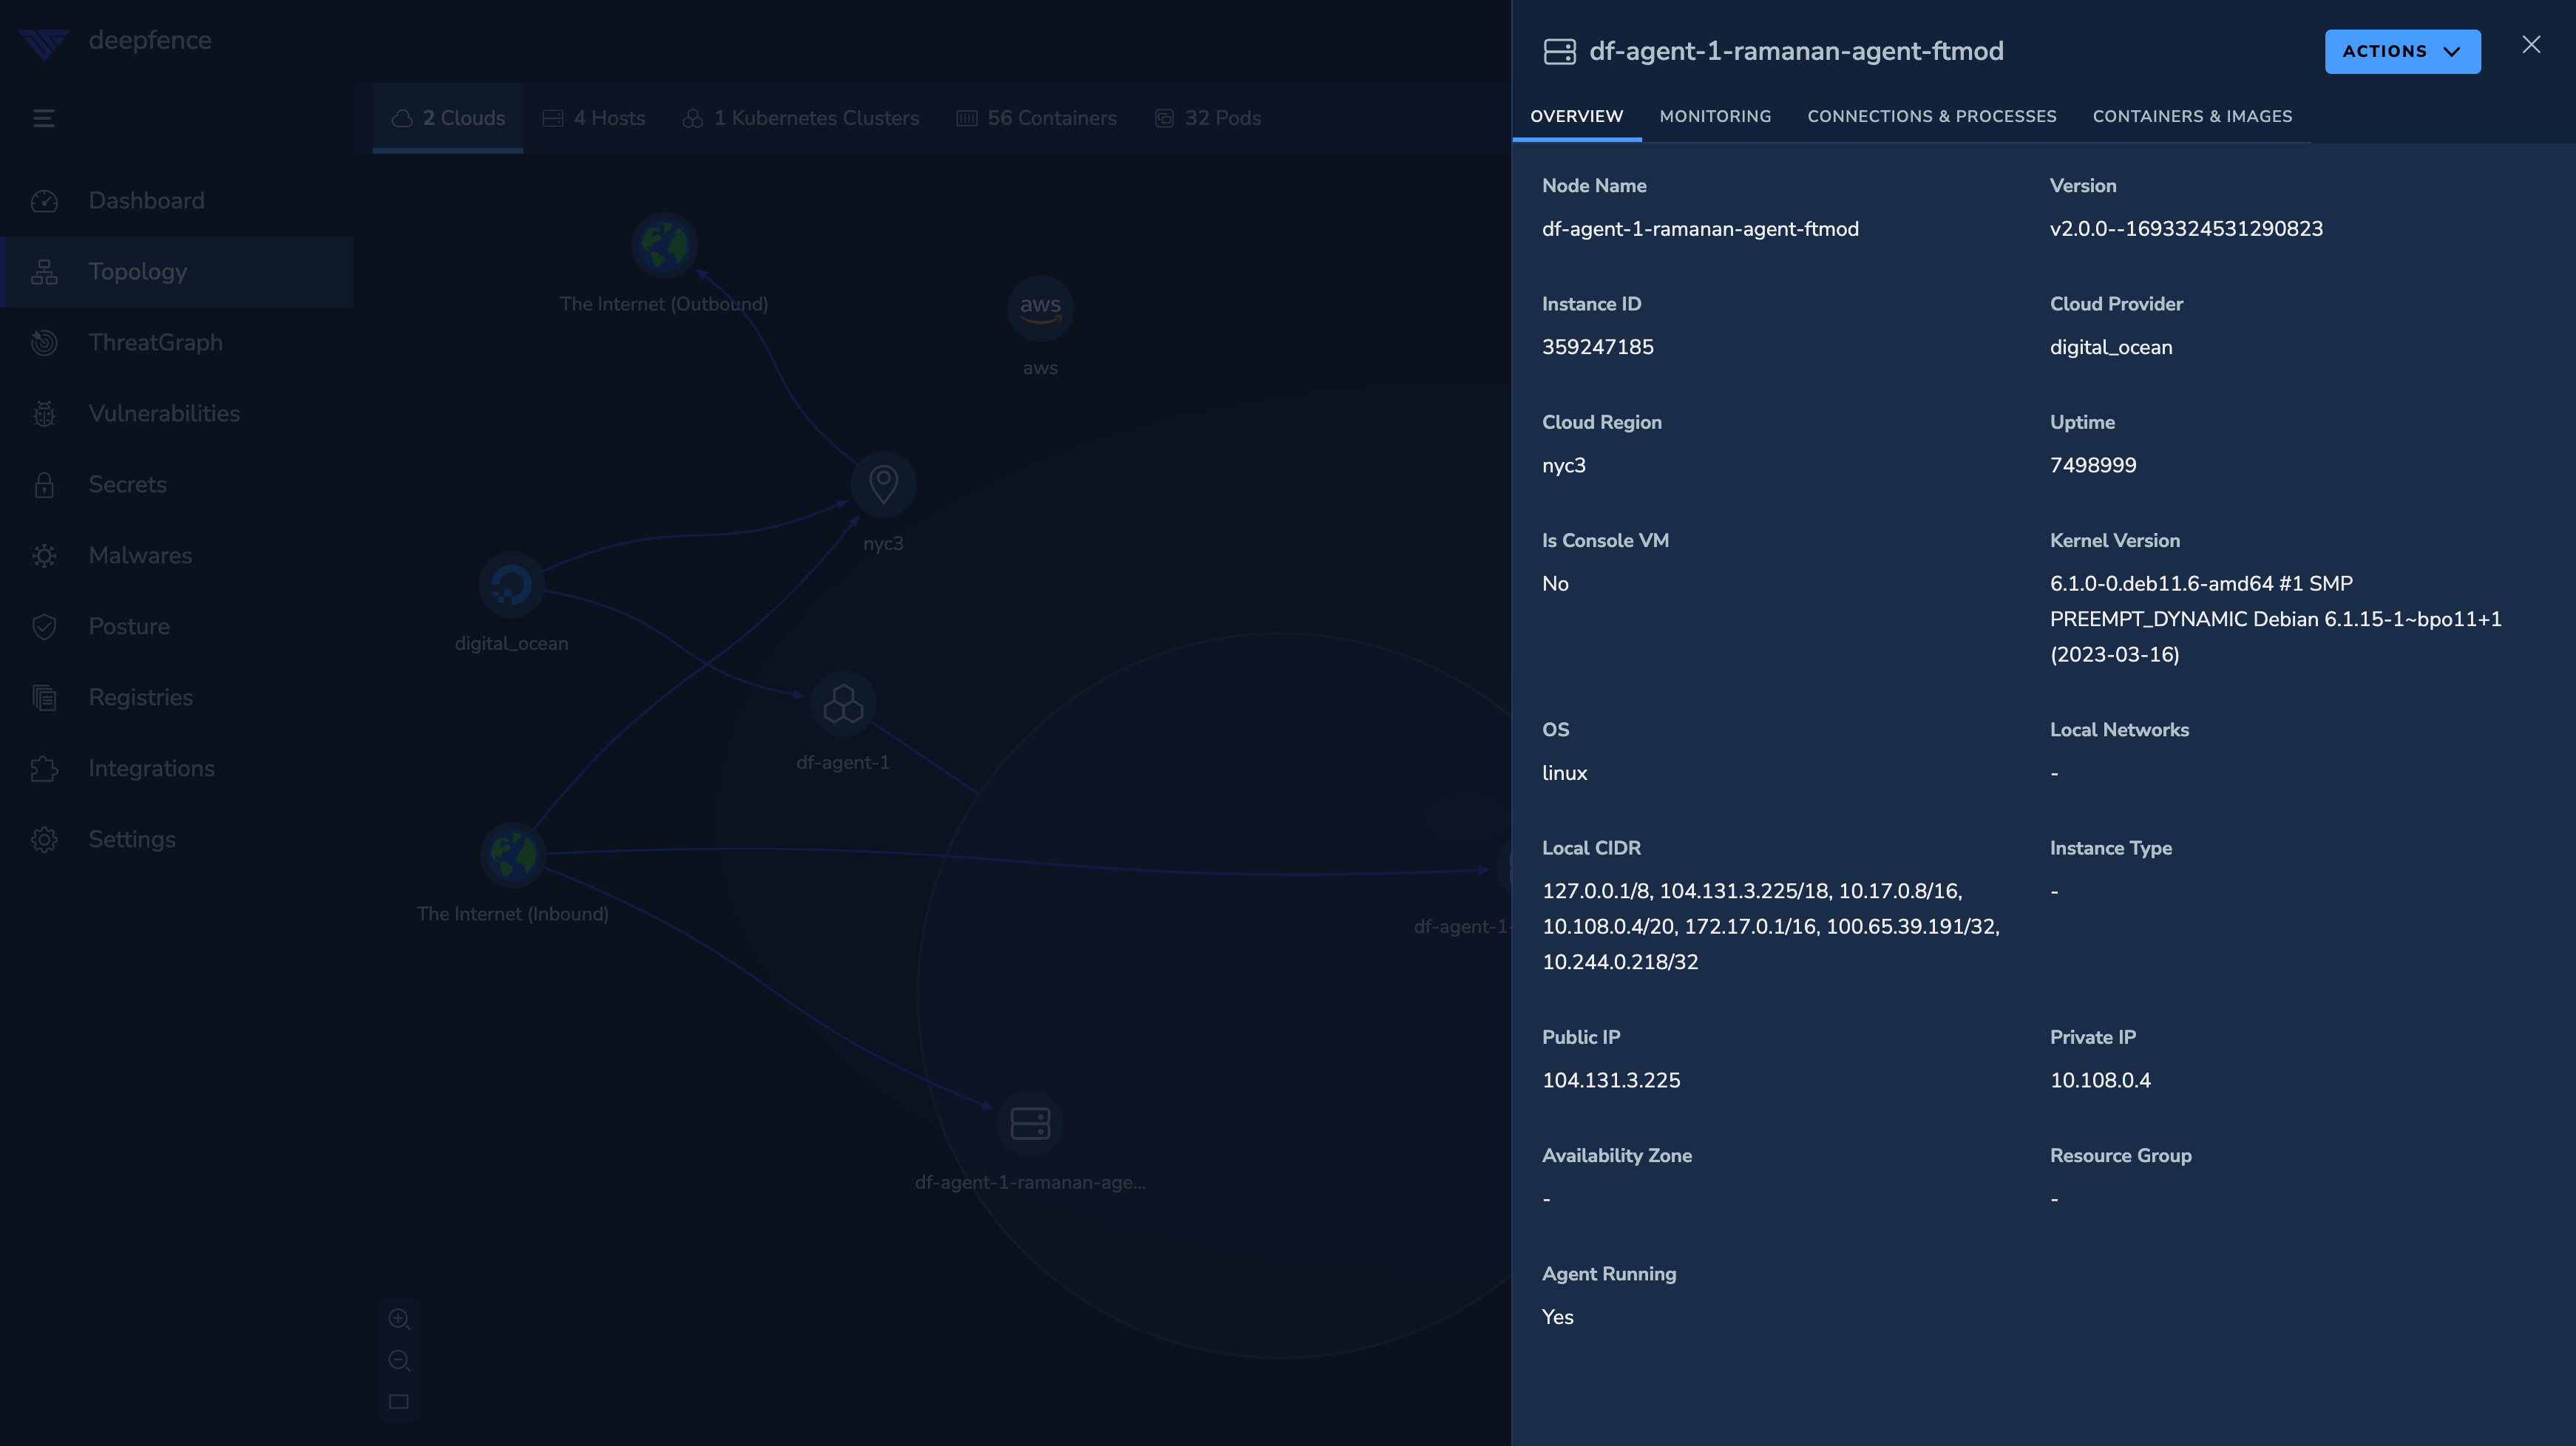 deepfence
2 Clouds
4 Hosts
1 Kubernetes Clusters
56 Containers
32 Pods
Dashboard
Topology
ThreatGraph
Vulnerabilities
Secrets
Malwares
Posture
Registries
Integrations
Settings
The Internet (Outbound)
aws
aws
nyc3
digital_ocean
df-agent-1
The Internet (Inbound)
df-agent-1-
df-agent-1-ramanan-age...
df-agent-1-ramanan-agent-ftmod
ACTIONS
OVERVIEW
MONITORING
CONNECTIONS & PROCESSES
CONTAINERS & IMAGES
Node Name
df-agent-1-ramanan-agent-ftmod
Version
v2.0.0--1693324531290823
Instance ID
359247185
Cloud Provider
digital_ocean
Cloud Region
nyc3
Uptime
7498999
Is Console VM
No
Kernel Version
6.1.0-0.deb11.6-amd64 #1 SMP
PREEMPT_DYNAMIC Debian 6.1.15-1~bpo11+1
(2023-03-16)
OS
linux
Local Networks
-
Local CIDR
127.0.0.1/8, 104.131.3.225/18, 10.17.0.8/16,
10.108.0.4/20, 172.17.0.1/16, 100.65.39.191/32,
10.244.0.218/32
Instance Type
-
Public IP
104.131.3.225
Private IP
10.108.0.4
Availability Zone
-
Resource Group
-
Agent Running
Yes